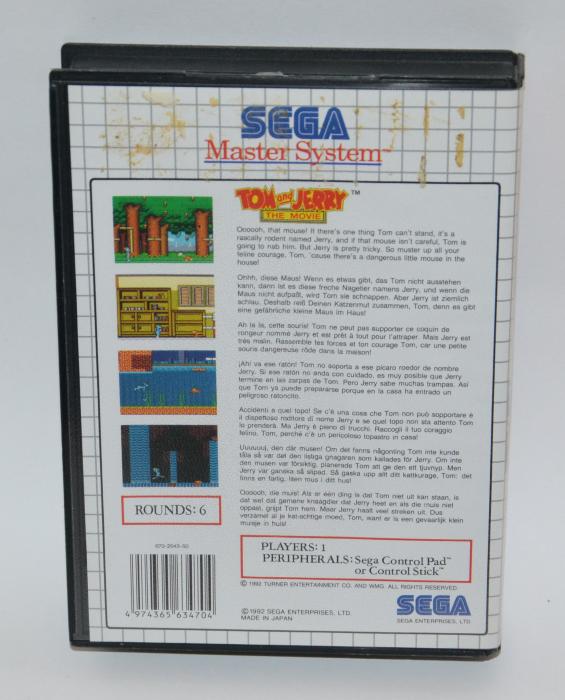 SEGA
Master System™
TOM and JERRY™
THE MOVIE
Oooooh, that mouse! If there's one thing Tom can't stand, it's a
rascally rodent named Jerry, and if that mouse isn't careful, Tom is
going to nab him. But Jerry is pretty tricky. So muster up your
feline courage, Tom, 'cause there's a dangerous little mouse in the
house!
Ohhh, diese Maus! Wenn es etwas gibt, das Tom nicht ausstehen
kann, dann ist es diese freche Nagetier namens Jerry, und wenn die
Maus nicht aufpaßt, wird Tom sie schnappen. Aber Jerry ist ziemlich
schlau. Deshalb reiß Deinen Katzenmut zusammen, Tom, denn es gibt
eine gefährliche kleine Maus im Haus!
Ah là là, cette souris! Tom ne peut pas supporter ce coquin de
rongeur nommé Jerry et est prêt à tout pour l'attraper. Mais Jerry est
très malin. Rassemble tes forces et ton courage Tom, car une petite
souris dangereuse rôde dans la maison!
¡Ah! va ese ratón! Tom no soporta a ese pícaro roedor de nombre
Jerry. Si ese ratón no anda con cuidado, es muy posible que Jerry
termine en las zarpas de Tom. Pero Jerry sabe muchas trampas. Así
que Tom ya puede prepararse porque en la casa ha entrado un
peligroso ratoncito.
Accidenti a quel topo! Se c'è una cosa che Tom non può sopportare è
il dispettoso roditore di nome Jerry e se quel topo non sta attento Tom
lo prenderà. Ma Jerry è pieno di trucchi. Raccogli il tuo coraggio
felino, Tom, perchè c'è un pericoloso topastro in casa!
Uuuuuj, den där musen! Om det fanns någonting Tom inte kunde
tåla så var det den listiga gnagaren som kallades för Jerry. Om inte
den musen var försiktig, planerade Tom att ge den ett tjuvnyp. Men
Jerry var ganska så slipad. Så gaska upp allt ditt kattkurage, Tom: det
finns en farlig, liten mus i ditt hus!
Oooooh, die muis! Als er één ding is dat Tom niet uit kan staan, is
dat wel dat gemene knaagdier dat Jerry heet en als die muis niet
oppast, grijpt Tom hem. Maar Jerry haalt veel streken uit. Dus
verzamel al je kat-achtige moed, Tom, want er is een gevaarlijk klein
muisje in huis!
ROUNDS: 6
670-2543-50
4 974365 634704
PLAYERS: 1
PERIPHERALS: Sega Control Pad™
or Control Stick™
© 1992 TURNER ENTERTAINMENT CO. AND WMG. ALL RIGHTS RESERVED.
© 1992 SEGA ENTERPRISES, LTD.
MADE IN JAPAN
SEGA
SEGA ENTERPRISES, LTD.